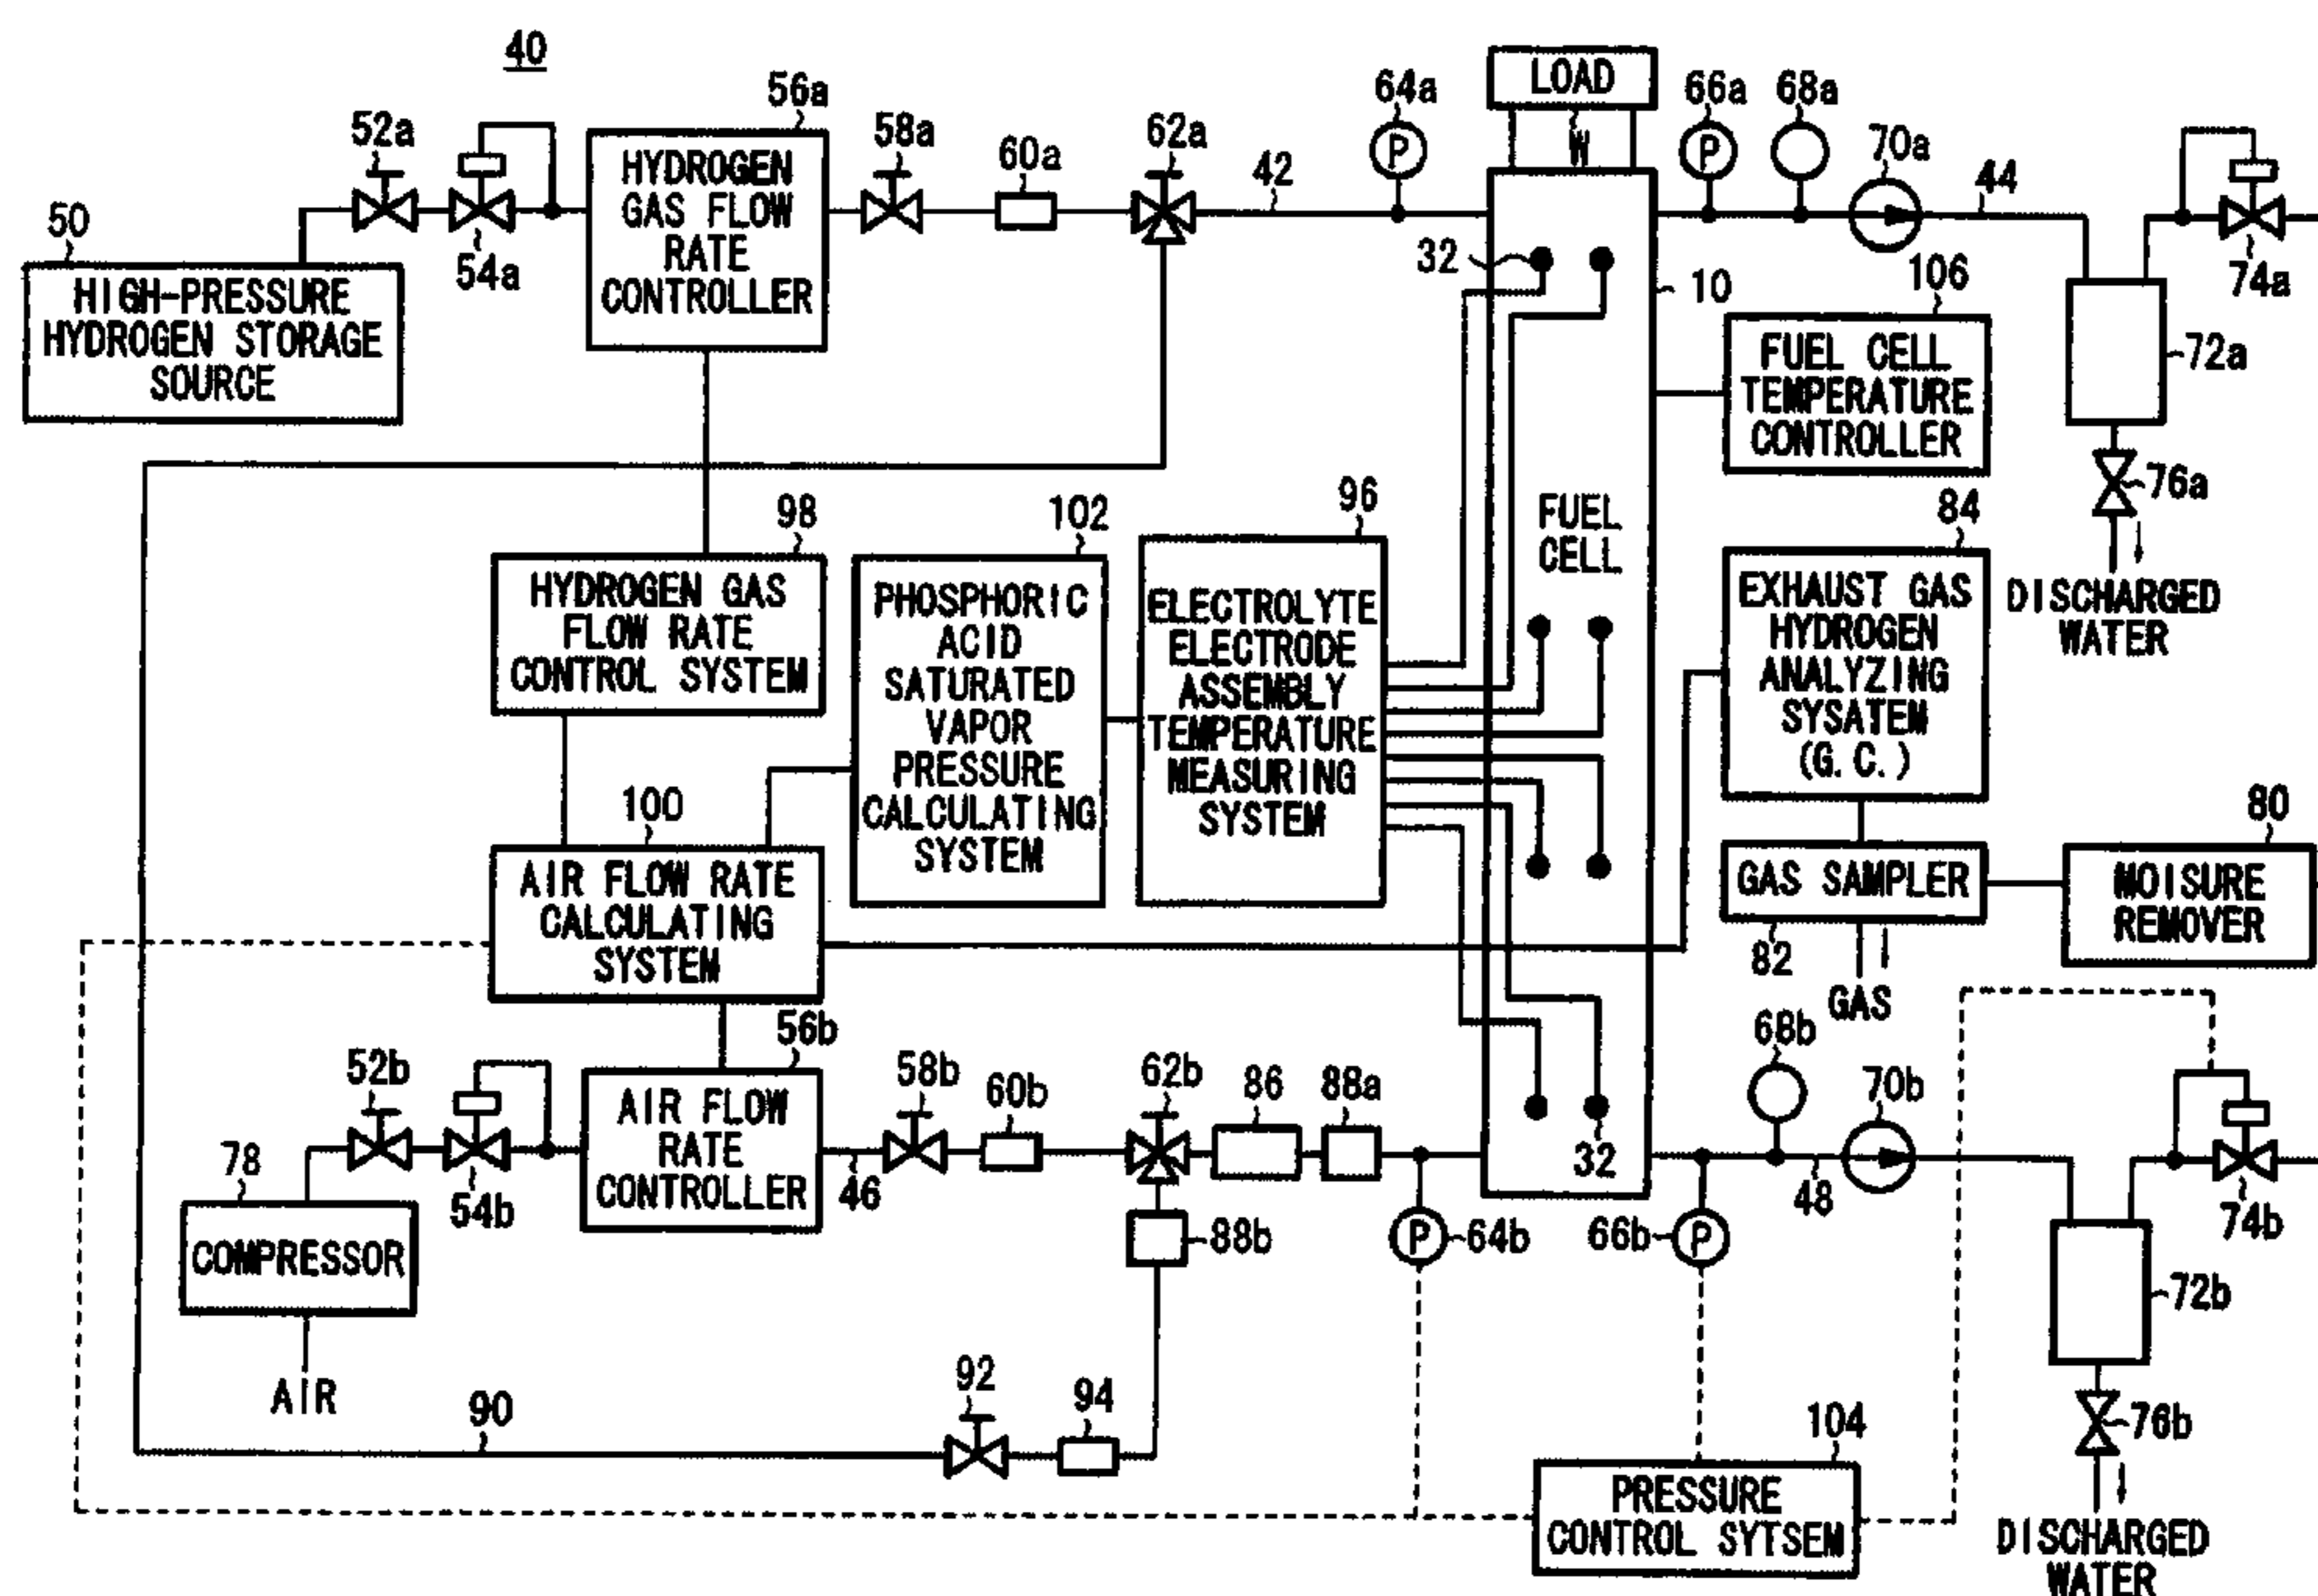 40
56a
52a
58a
60a
62a
42
64a
LOAD
W
66a
68a
70a
44
50
54a
HYDROGEN
GAS FLOW
RATE
CONTROLLER
32
10
106
74a
HIGH-PRESSURE
HYDROGEN STORAGE
SOURCE
FUEL CELL
TEMPERATURE
CONTROLLER
72a
76a
98
102
96
FUEL
CELL
84
HYDROGEN GAS
FLOW RATE
CONTROL SYSTEM
PHOSPHORIC
ACID
SATURATED
VAPOR
PRESSURE
CALCULATING
SYSTEM
ELECTROLYTE
ELECTRODE
ASSEMBLY
TEMPERATURE
MEASURING
SYSTEM
EXHAUST GAS
HYDROGEN
ANALYZING
SYSATEM
(G.C.)
DISCHARGED
WATER
100
80
AIR FLOW RATE
CALCULATING
SYSTEM
GAS SAMPLER
MOISURE
REMOVER
82
GAS
56b
52b
58b
60b
62b
86
88a
68b
70b
78
54b
AIR FLOW
RATE
CONTROLLER
46
32
48
74b
COMPRESSOR
88b
P
64b
66b
P
72b
AIR
90
92
94
104
76b
PRESSURE
CONTROL SYTSEM
DISCHARGED
WATER
P
P